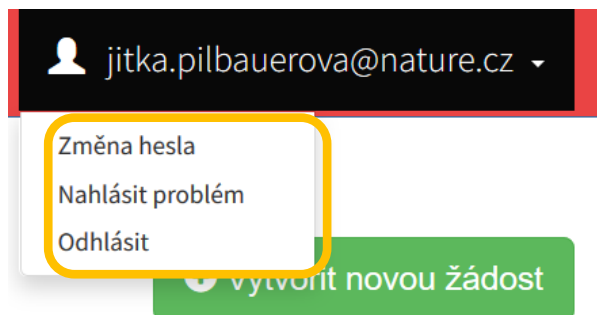 jitka.pilbauerova@nature.cz
Změna hesla
Nahlásit problém
Odhlásit
Vytvořit novou žádost